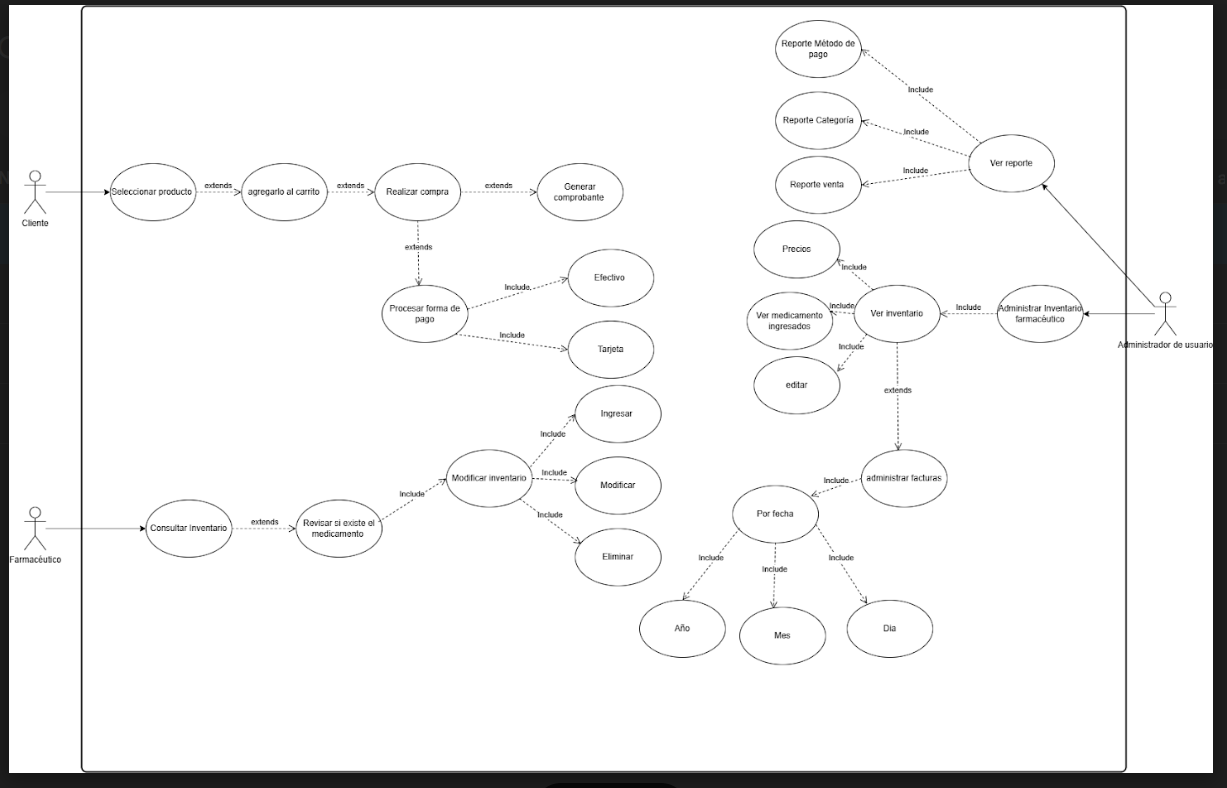 Reporte Método de
pago
Include
Reporte Categoría
Include
Ver reporte
Include
Reporte venta
Cliente
Seleccionar producto
extends
agregarlo al carrito
extends
Realizar compra
extends
Generar
comprobante
extends
Procesar forma de
pago
Include
Efectivo
Include
Tarjeta
Precios
Include
Ver medicamento
ingresados
Include
Ver inventario
Include
Administrar Inventario
farmacéutico
Administrador de usuario
Include
editar
extends
administrar facturas
Include
Por fecha
Include
Include
Include
Año
Mes
Dia
Farmacéutico
Consultar Inventario
extends
Revisar si existe el
medicamento
Include
Modificar inventario
Include
Ingresar
Include
Modificar
Include
Eliminar